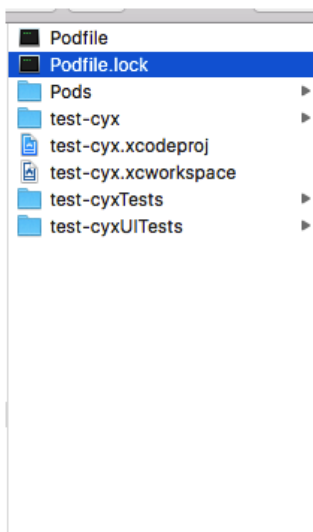 Podfile
Podfile.lock
Pods
test-cyx
test-cyx.xcodeproj
test-cyx.xcworkspace
test-cyxTests
test-cyxUITests